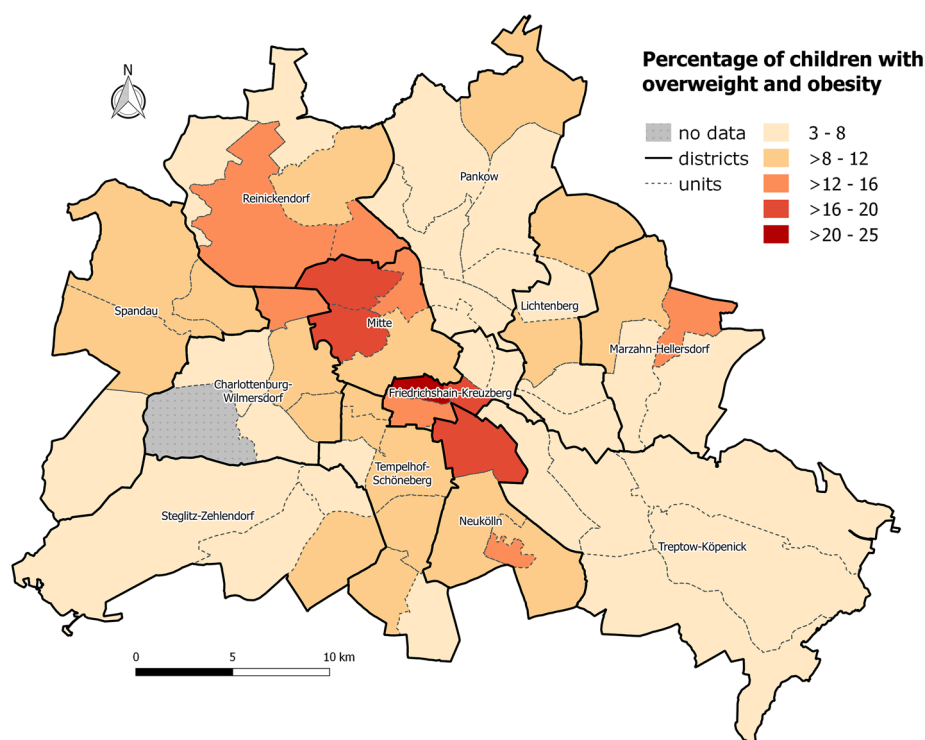 Percentage of children with
overweight and obesity
N
no data
districts
units
3 - 8
>8 - 12
>12 - 16
>16 - 20
>20 - 25
Pankow
Reinickendorf
Spandau
Mitte
Lichtenberg
Marzahn-Hellersdorf
Charlottenburg-
Wilmersdorf
Friedrichshain-Kreuzberg
Tempelhof-
Schöneberg
Steglitz-Zehlendorf
Neukölln
Treptow-Köpenick
0 5 10 km